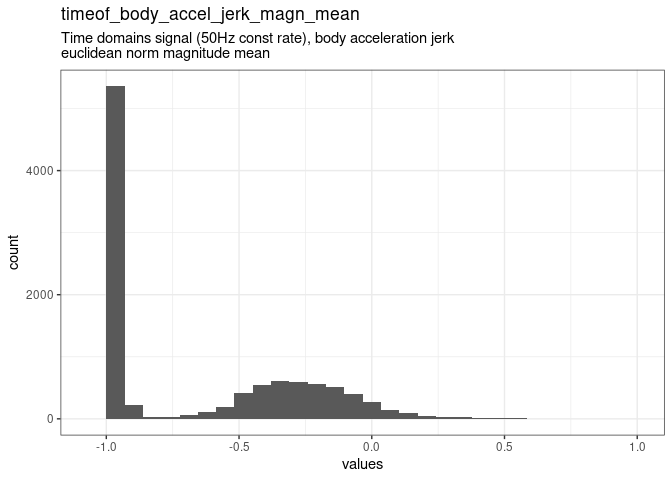 timeof_body_accel_jerk_magn_mean
Time domains signal (50Hz const rate), body acceleration jerk
euclidean norm magnitude mean
4000
2000
0
count
-1.0
-0.5
0.0
0.5
1.0
values